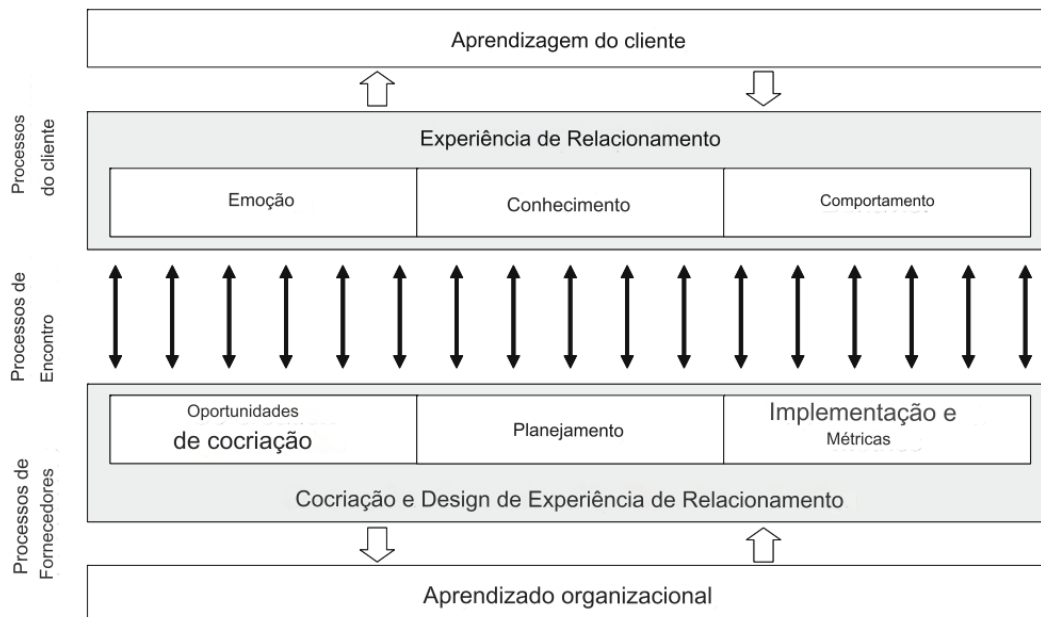 Aprendizagem do cliente
Processos
do cliente
Experiência de Relacionamento
Emoção
Conhecimento
Comportamento
Processos de
Encontro
Processos de
Fornecedores
Oportunidades
de cocriação
Planejamento
Implementação e
Métricas
Cocriação e Design de Experiência de Relacionamento
Aprendizado organizacional